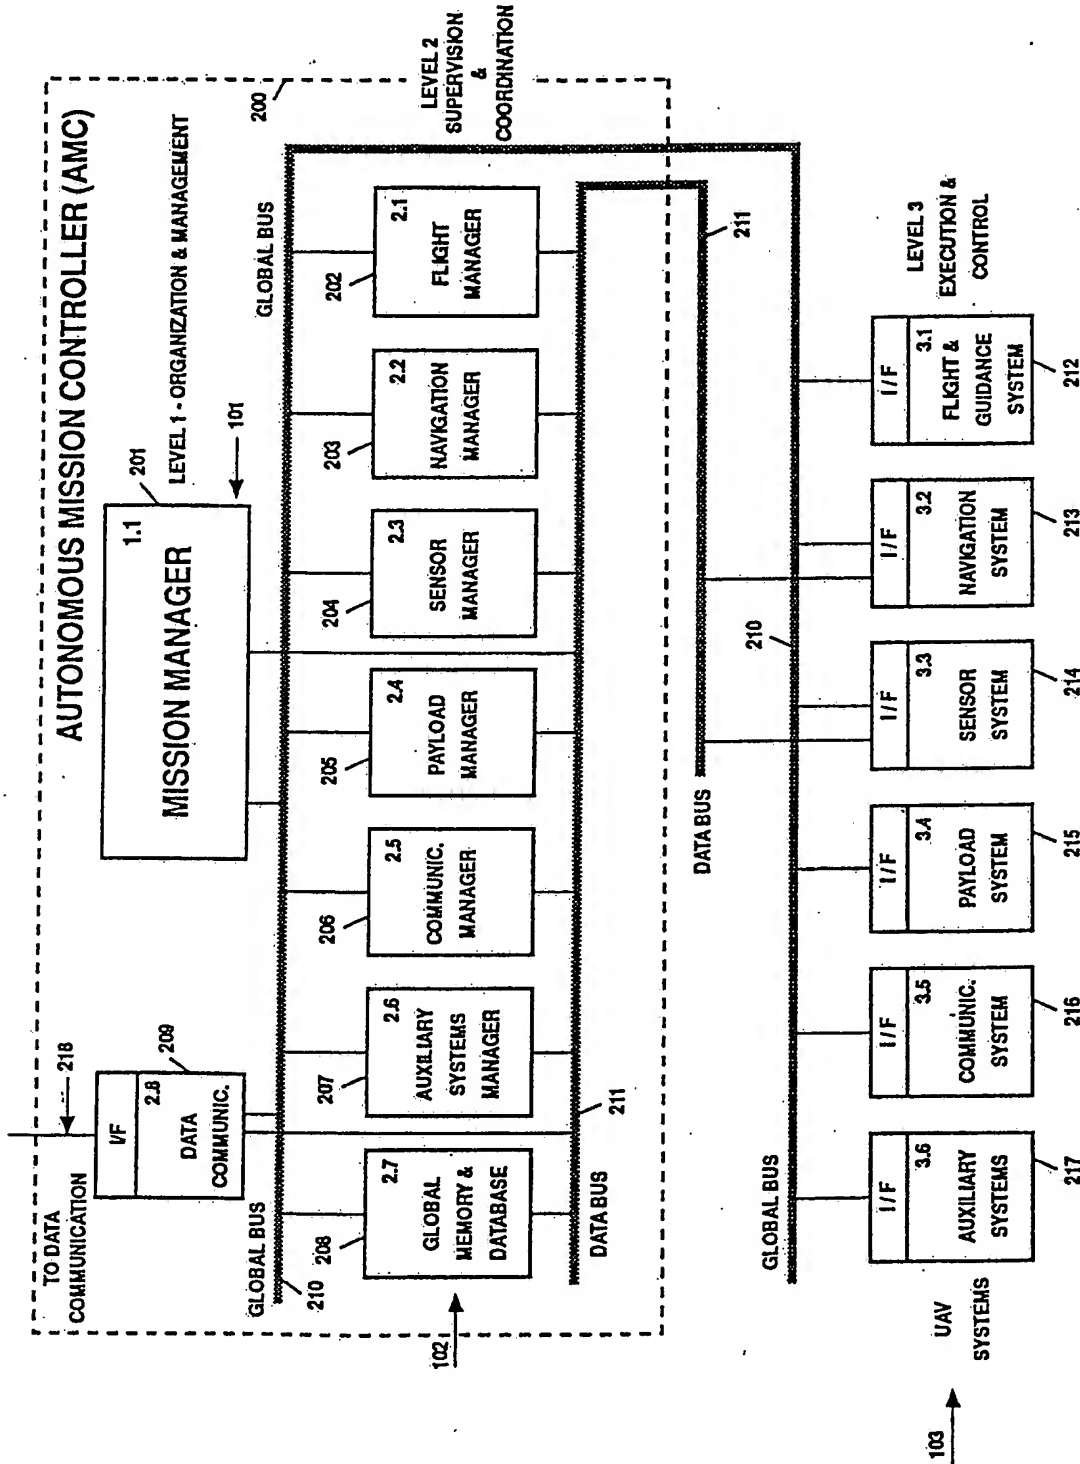 AUTONOMOUS MISSION CONTROLLER (AMC)
TO DATA
COMMUNICATION
218
I/F
2.8
DATA
COMMUNIC.
209
1.1
MISSION MANAGER
201
LEVEL 1 - ORGANIZATION & MANAGEMENT
101
200
GLOBAL BUS
210
GLOBAL BUS
LEVEL 2
SUPERVISION
&
COORDINATION
102
208
2.7
GLOBAL
MEMORY &
DATABASE
207
2.6
AUXILIARY
SYSTEMS
MANAGER
206
2.5
COMMUNIC.
MANAGER
205
2.4
PAYLOAD
MANAGER
204
2.3
SENSOR
MANAGER
203
2.2
NAVIGATION
MANAGER
202
2.1
FLIGHT
MANAGER
DATA BUS
211
DATA BUS
211
GLOBAL BUS
210
LEVEL 3
EXECUTION &
CONTROL
103
UAV
SYSTEMS
I/F
3.6
AUXILIARY
SYSTEMS
217
I/F
3.5
COMMUNIC.
SYSTEM
216
I/F
3.4
PAYLOAD
SYSTEM
215
I/F
3.3
SENSOR
SYSTEM
214
I/F
3.2
NAVIGATION
SYSTEM
213
I/F
3.1
FLIGHT &
GUIDANCE
SYSTEM
212